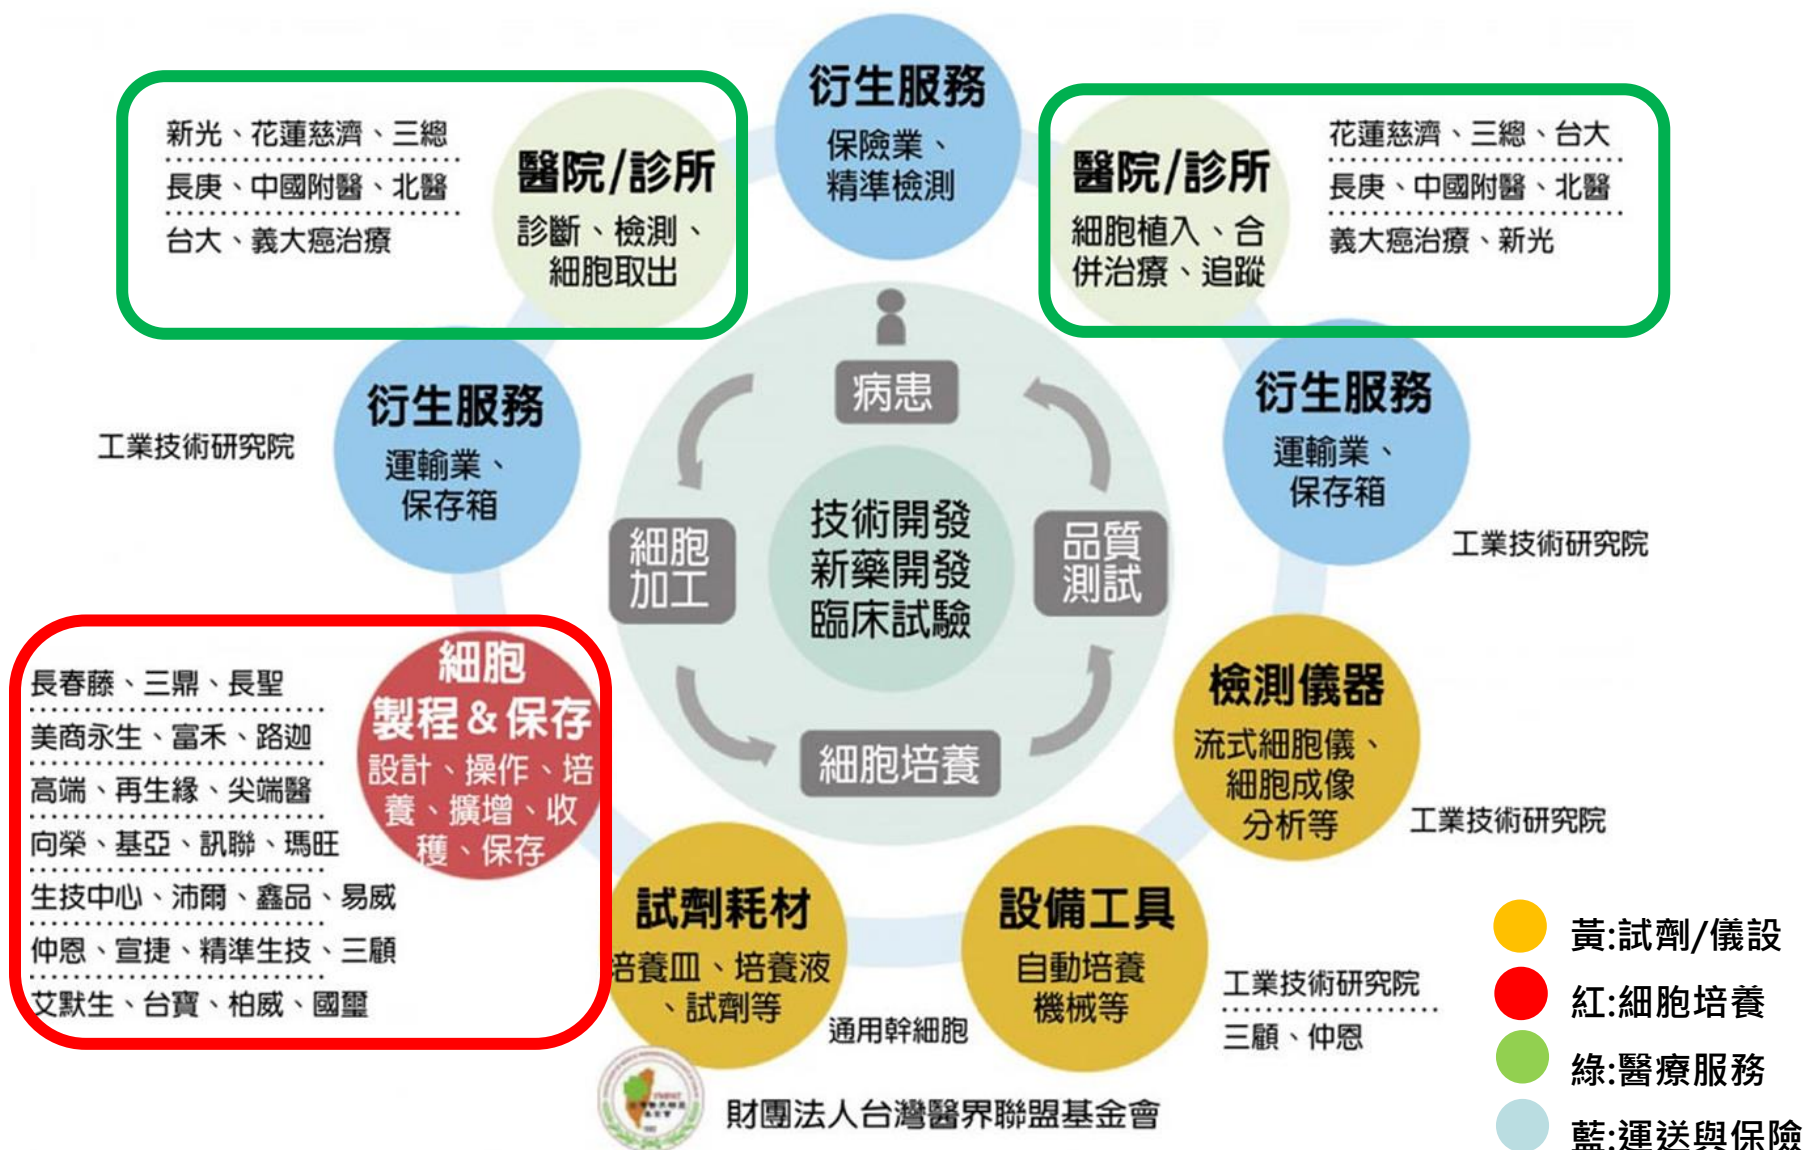 衍生服務
保險業、
精準檢測
新光、花蓮慈濟、三總
長庚、中國附醫、北醫
台大、義大癌治療
醫院/診所
診斷、檢測、
細胞取出
醫院/診所
細胞植入、合
併治療、追蹤
花蓮慈濟、三總、台大
長庚、中國附醫、北醫
義大癌治療、新光
工業技術研究院
衍生服務
運輸業、
保存箱
病患
衍生服務
運輸業、
保存箱
工業技術研究院
細胞
加工
技術開發
新藥開發
臨床試驗
品質
測試
細胞培養
長春藤、三鼎、長聖
美商永生、富禾、路迦
高端、再生緣、尖端醫
向榮、基亞、訊聯、瑪旺
生技中心、沛爾、鑫品、易威
仲恩、宣捷、精準生技、三顧
艾默生、台寶、柏威、國璽
細胞
製程&保存
設計、操作、培
養、擴增、收
穫、保存
檢測儀器
流式細胞儀、
細胞成像
分析等
工業技術研究院
試劑耗材
培養皿、培養液
、試劑等
通用幹細胞
設備工具
自動培養
機械等
工業技術研究院
三顧、仲恩
黃:試劑/儀設
紅:細胞培養
綠:醫療服務
藍:運送與保險
財團法人台灣醫界聯盟基金會